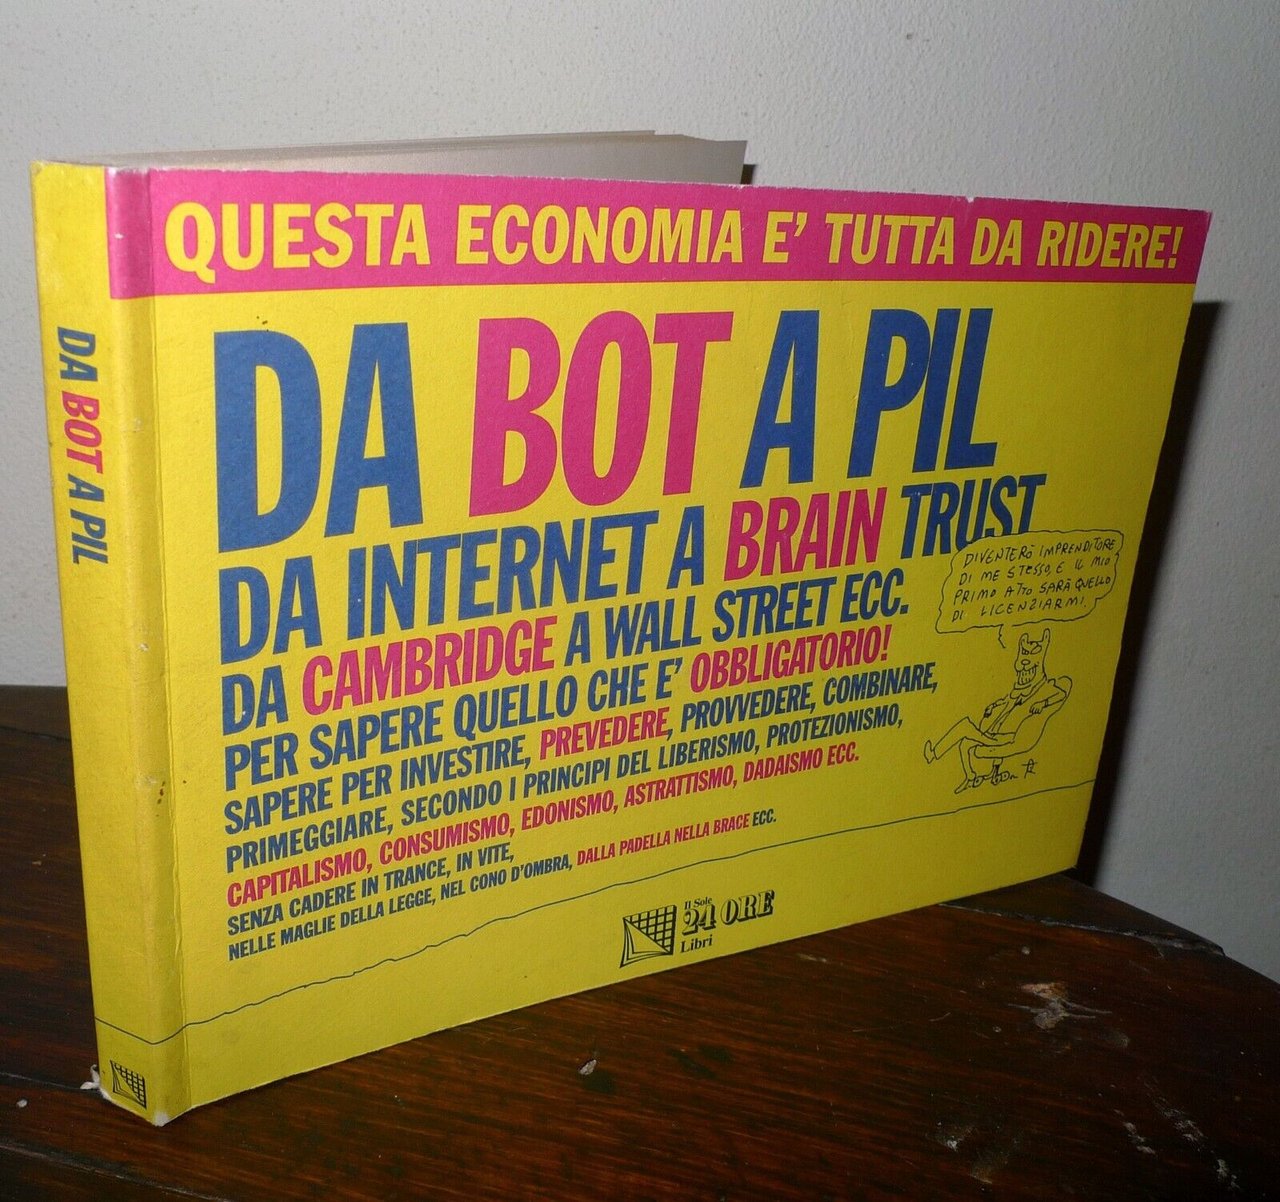 QUESTA ECONOMIA E' TUTTA DA RIDERE!
DA BOT A PIL
DA INTERNET A BRAIN TRUST
DA CAMBRIDGE A WALL STREET ECC.
PER SAPERE QUELLO CHE E' OBBLIGATORIO!
SAPERE PER INVESTIRE, PREVEDERE, PROVVEDERE, COMBINARE,
PRIMEGGIARE, SECONDO I PRINCIPI DEL LIBERISMO, PROTEZIONISMO,
CAPITALISMO, CONSUMISMO, EDONISMO, ASTRATTISMO, DADAISMO ECC.
SENZA CADERE IN TRANCE, IN VITE,
NELLE MAGLIE DELLA LEGGE, NEL CONO D'OMBRA, DALLA PADELLA NELLA BRACE ECC.
DIVENTERÒ IMPRENDITORE
DI ME STESSO, E IL MIO
PRIMO ATTO SARÀ QUELLO
DI LICENZIARMI.
Il Sole
24 ORE
Libri
DA BOT A PIL